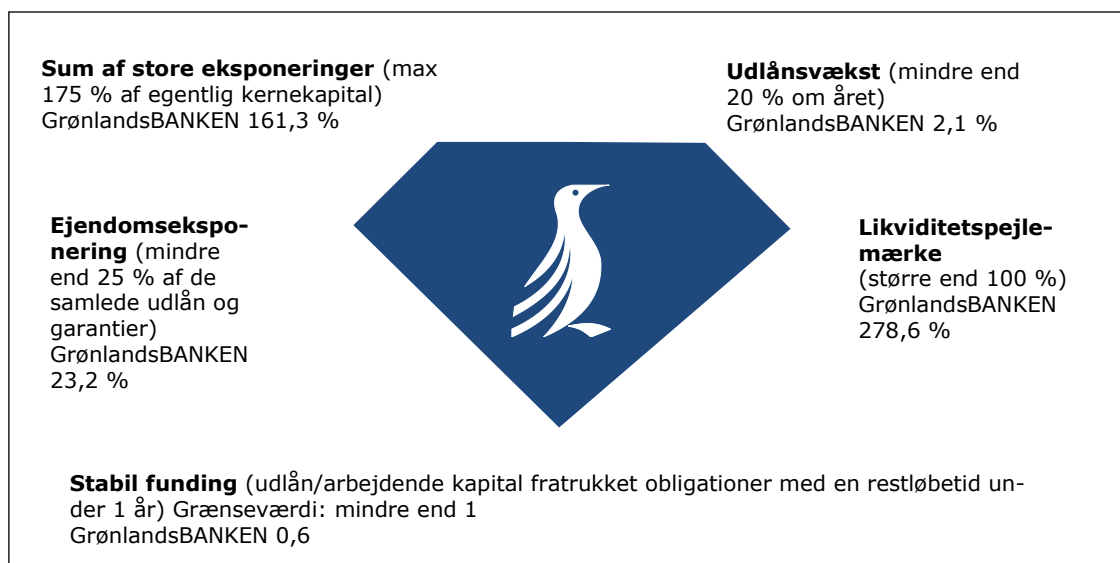 Sum af store eksponeringer (max
175 % af egentlig kernekapital)
GrønlandsBANKEN 161,3 %
Udlånsvækst (mindre end
20 % om året)
GrønlandsBANKEN 2,1 %
Ejendomsekspo-
nering (mindre
end 25 % af de
samlede udlån og
garantier)
GrønlandsBANKEN
23,2 %
Likviditetspejle-
mærke
(større end 100 %)
GrønlandsBANKEN
278,6 %
Stabil funding (udlån/arbejdende kapital fratrukket obligationer med en restløbetid un-
der 1 år) Grænseværdi: mindre end 1
GrønlandsBANKEN 0,6